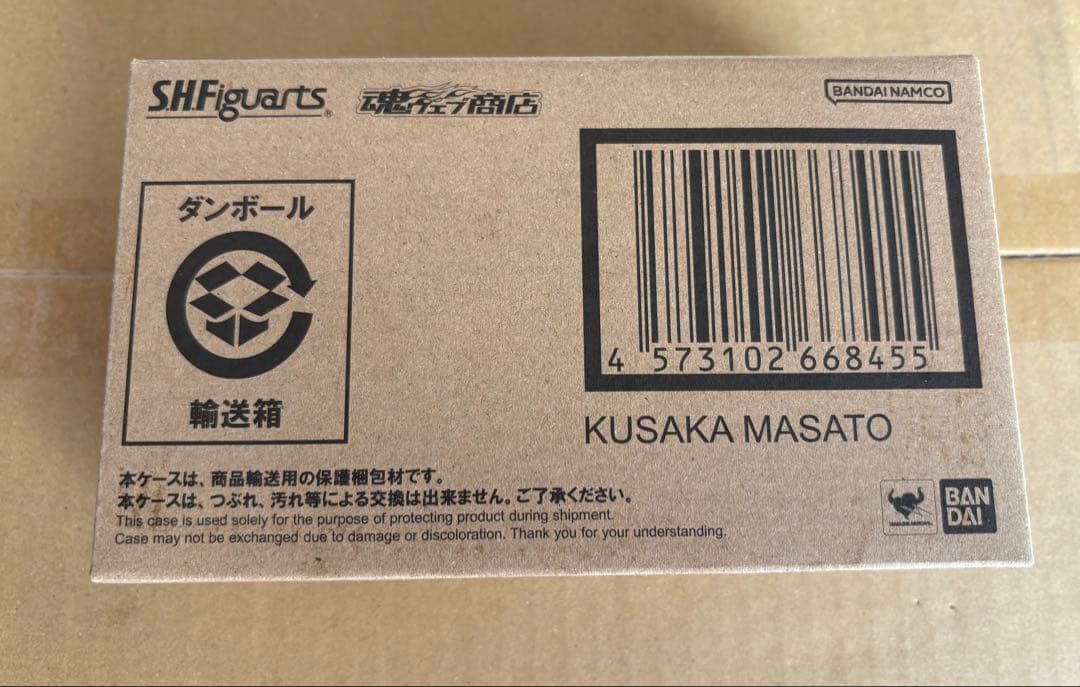 S.H.Figuarts®
魂ウェブ商店
BANDAI NAMCO
ダンボール
輸送箱
4 573102 668455
KUSAKA MASATO
本ケースは、商品輸送用の保護梱包材です。
本ケースは、つぶれ、汚れ等による交換は出来ません。ご了承ください。
This case is used solely for the purpose of protecting product during shipment.
Case may not be exchanged due to damage or discoloration. Thank you for your understanding.
BAN
DAI